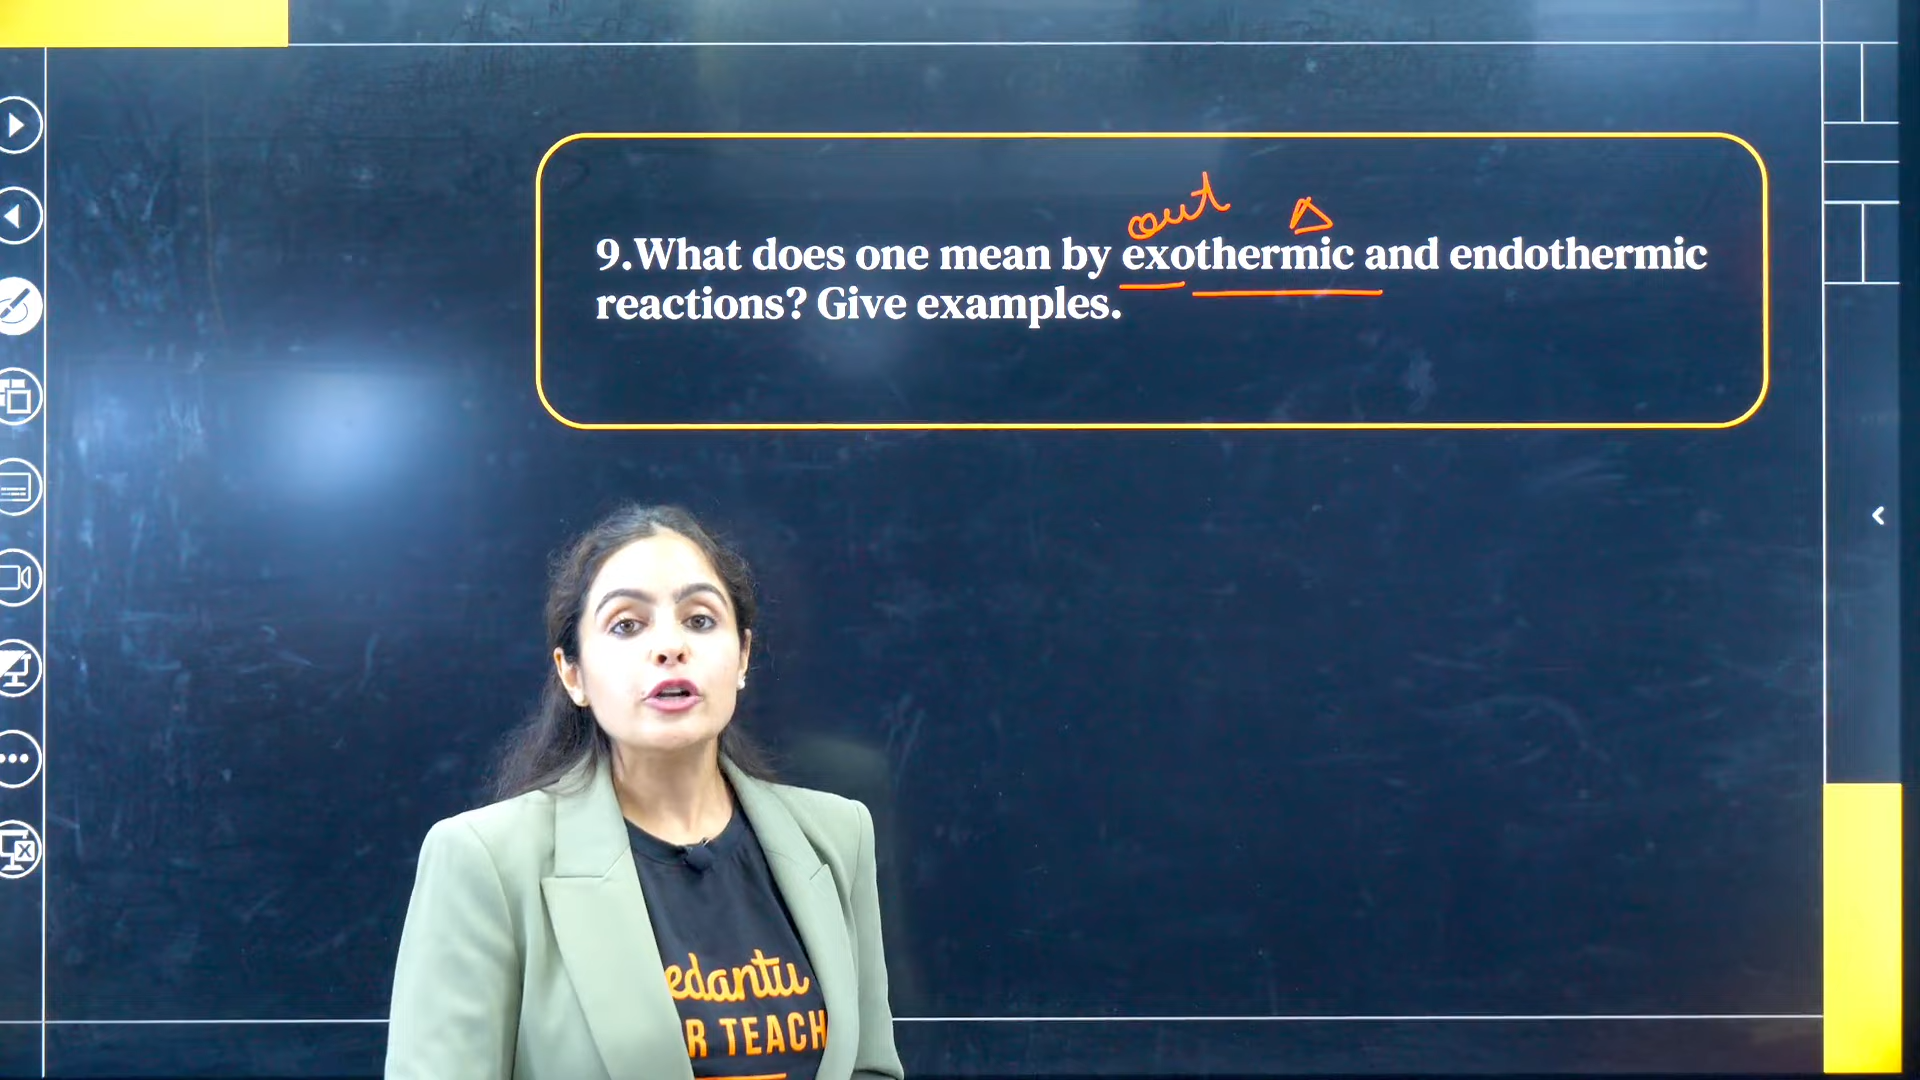 out Δ
9.What does one mean by exothermic and endothermic
reactions? Give examples.
edantu
R TEACH